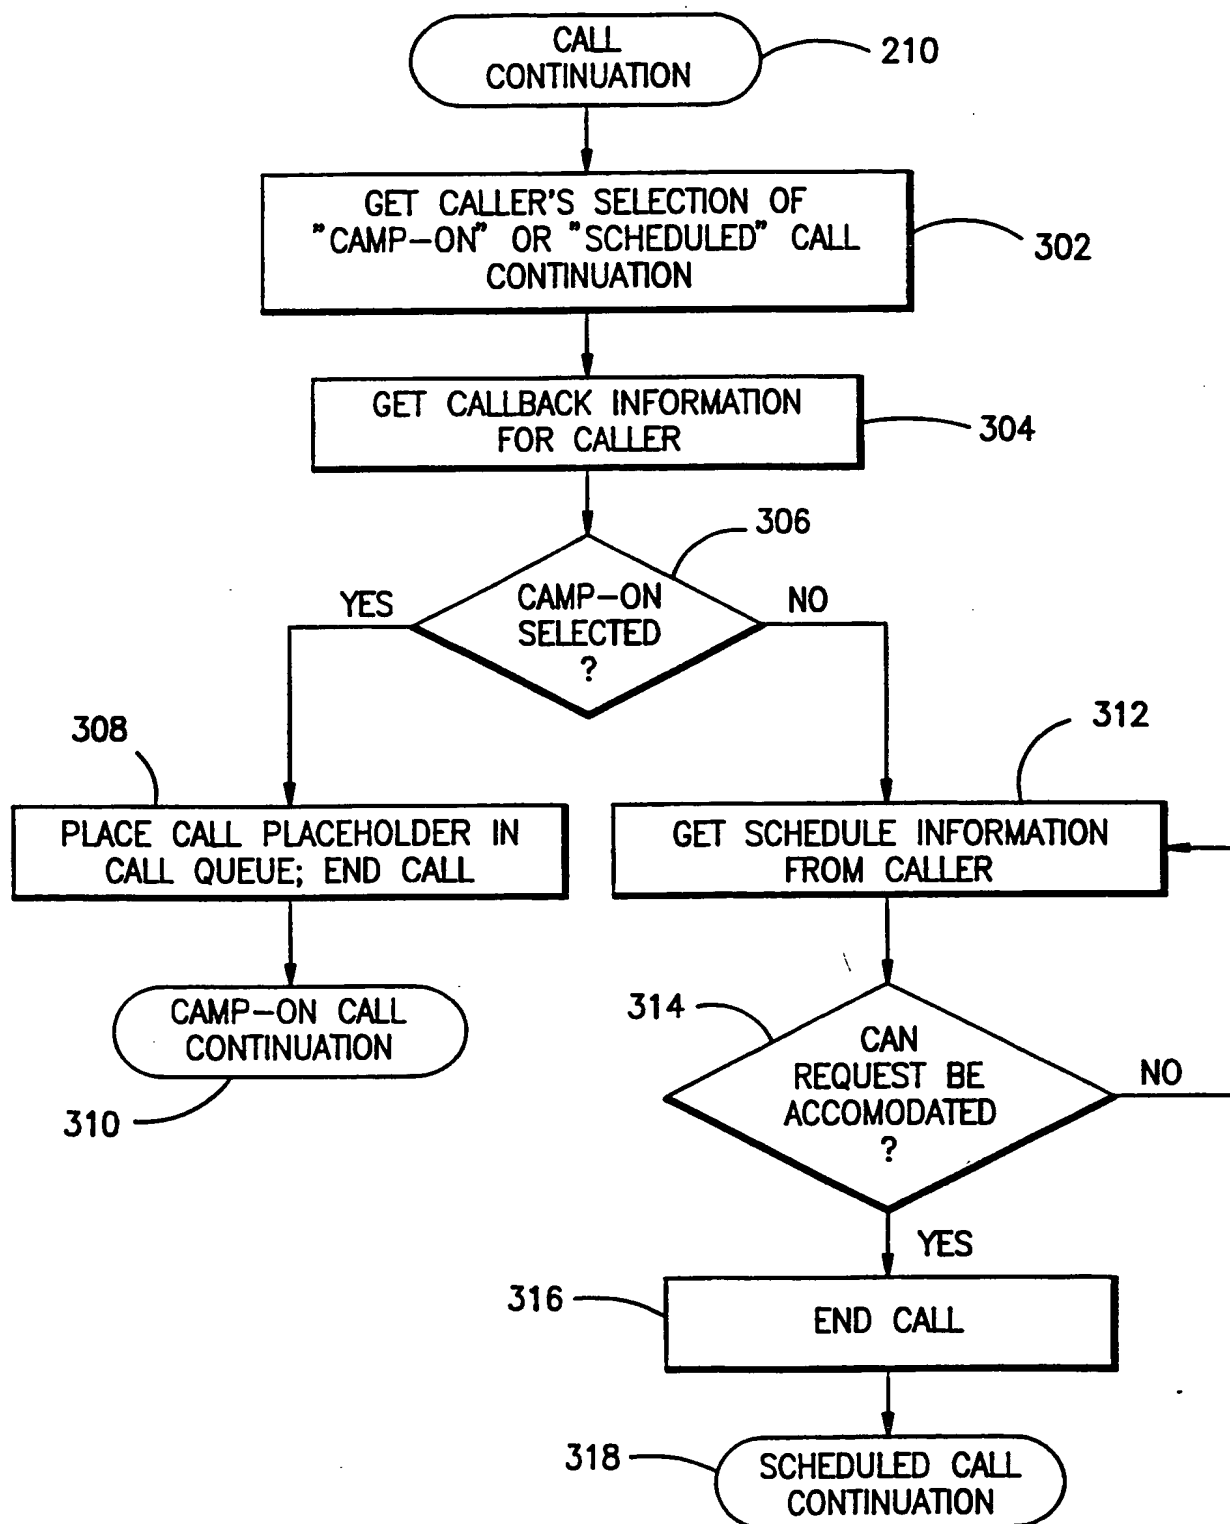 CALL
CONTINUATION
210
GET CALLER'S SELECTION OF
"CAMP-ON" OR "SCHEDULED" CALL
CONTINUATION
302
GET CALLBACK INFORMATION
FOR CALLER
304
306
CAMP-ON
SELECTED
?
YES
NO
308
PLACE CALL PLACEHOLDER IN
CALL QUEUE; END CALL
312
GET SCHEDULE INFORMATION
FROM CALLER
CAMP-ON CALL
CONTINUATION
310
314
CAN
REQUEST BE
ACCOMODATED
?
NO
YES
316
END CALL
318
SCHEDULED CALL
CONTINUATION